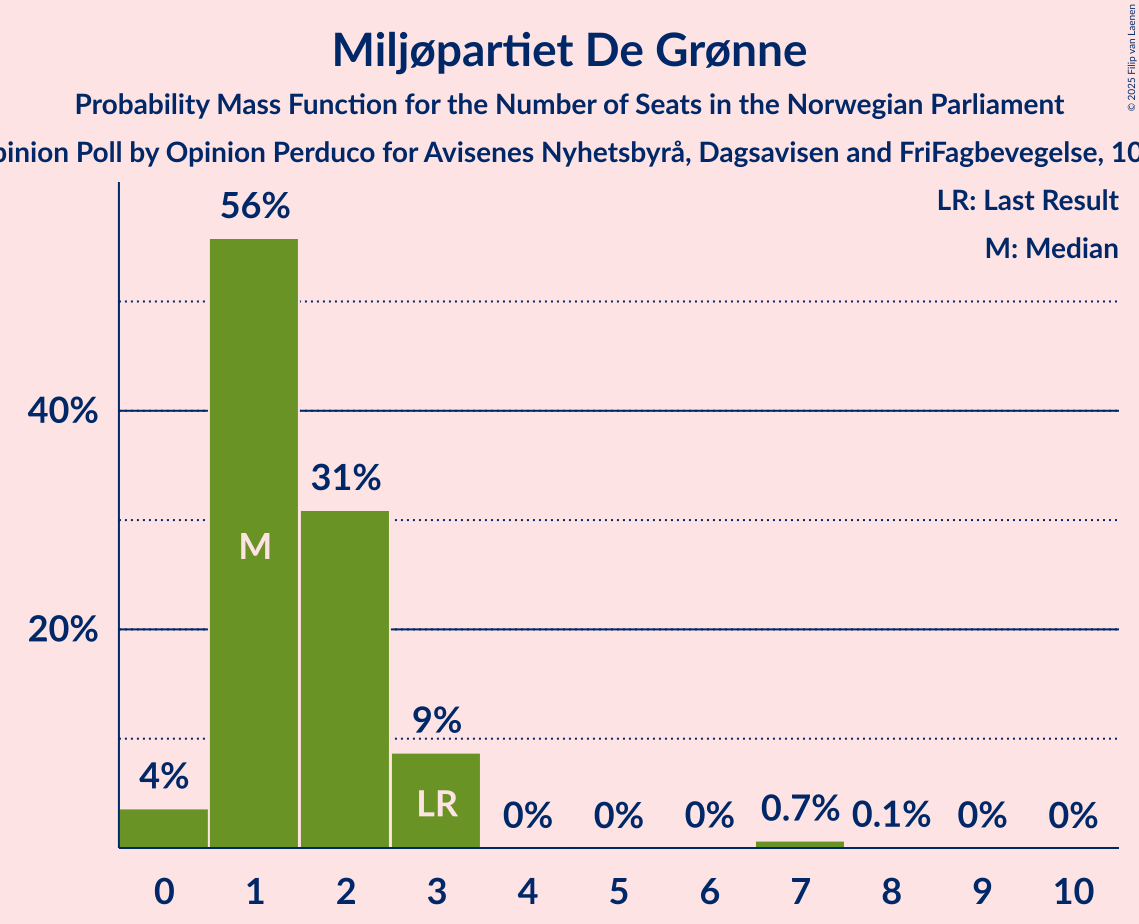 Miljøpartiet De Grønne
Probability Mass Function for the Number of Seats in the Norwegian Parliament
Opinion Poll by Opinion Perduco for Avisenes Nyhetsbyrå, Dagsavisen and FriFagbevegelse, 10
© 2025 Filip van Laenen
LR: Last Result
M: Median
56%
40%
31%
M
20%
9%
4%
LR
0%
0%
0%
0.7%
0.1%
0%
0%
0 1 2 3 4 5 6 7 8 9 10